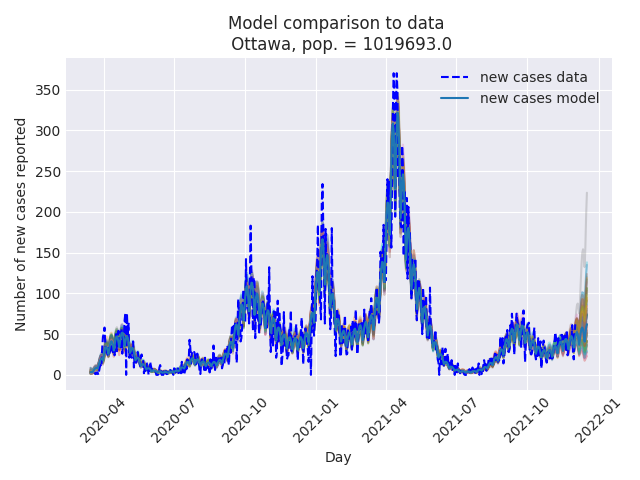 Model comparison to data
Ottawa, pop. = 1019693.0
new cases data
new cases model
Number of new cases reported
350
300
250
200
150
100
50
0
2020-04
2020-07
2020-10
2021-01
2021-04
2021-07
2021-10
2022-01
Day